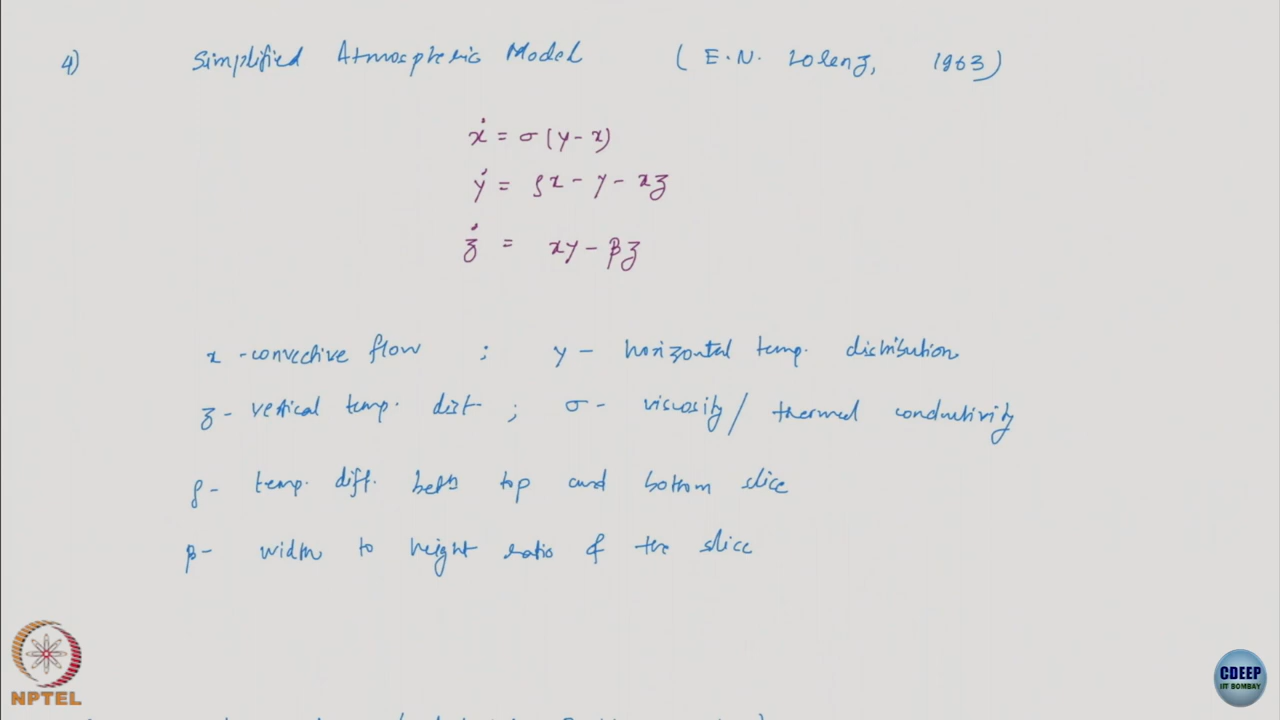 4) Simplified Atmospheric Model (E.N. Lorenz, 1963)
ẋ = σ(y-x)
ẏ = ρx - y - xz
ż = xy - βz
x - convective flow ; y - horizontal temp. distribution
z - vertical temp. dist ; σ - viscosity/ thermal conductivity
ρ - temp. diff. betn top and bottom slice
β - width to height ratio of the slice
NPTEL
CDEEP
IIT BOMBAY